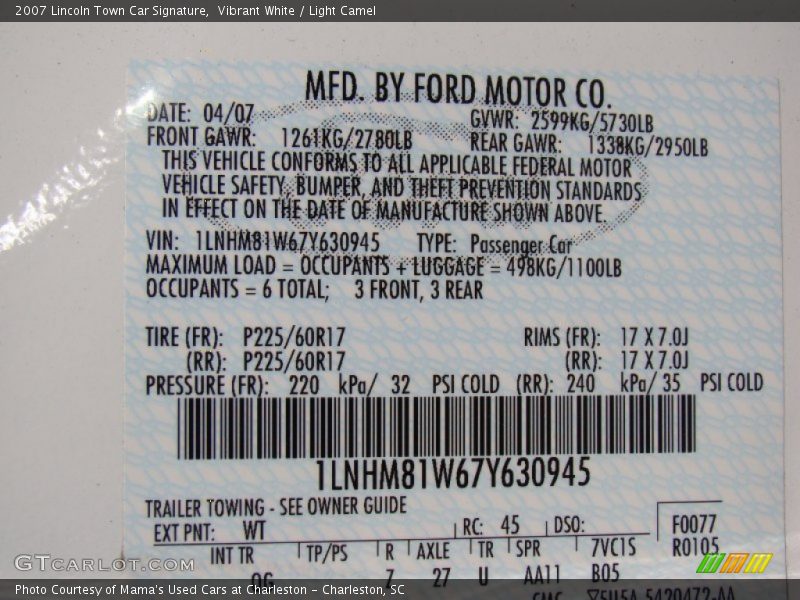 2007 Lincoln Town Car Signature, Vibrant White / Light Camel
MFD. BY FORD MOTOR CO.
DATE: 04/07 GVWR: 2599KG/5730LB
FRONT GAWR: 1261KG/2780LB REAR GAWR: 1338KG/2950LB
THIS VEHICLE CONFORMS TO ALL APPLICABLE FEDERAL MOTOR
VEHICLE SAFETY, BUMPER, AND THEFT PREVENTION STANDARDS
IN EFFECT ON THE DATE OF MANUFACTURE SHOWN ABOVE.
VIN: 1LNHM81W67Y630945 TYPE: Passenger Car
MAXIMUM LOAD = OCCUPANTS + LUGGAGE = 498KG/1100LB
OCCUPANTS = 6 TOTAL; 3 FRONT, 3 REAR
TIRE (FR): P225/60R17 RIMS (FR): 17 X 7.0J
(RR): P225/60R17 (RR): 17 X 7.0J
PRESSURE (FR): 220 kPa/ 32 PSI COLD (RR): 240 kPa/ 35 PSI COLD
1LNHM81W67Y630945
TRAILER TOWING - SEE OWNER GUIDE
EXT PNT: WT RC: 45 DSO: F0077
INT TR TP/PS R AXLE TR SPR 7VC1S R0105
7 27 U AA11 B05
GTCARLOT.COM
Photo Courtesy of Mama's Used Cars at Charleston - Charleston, SC